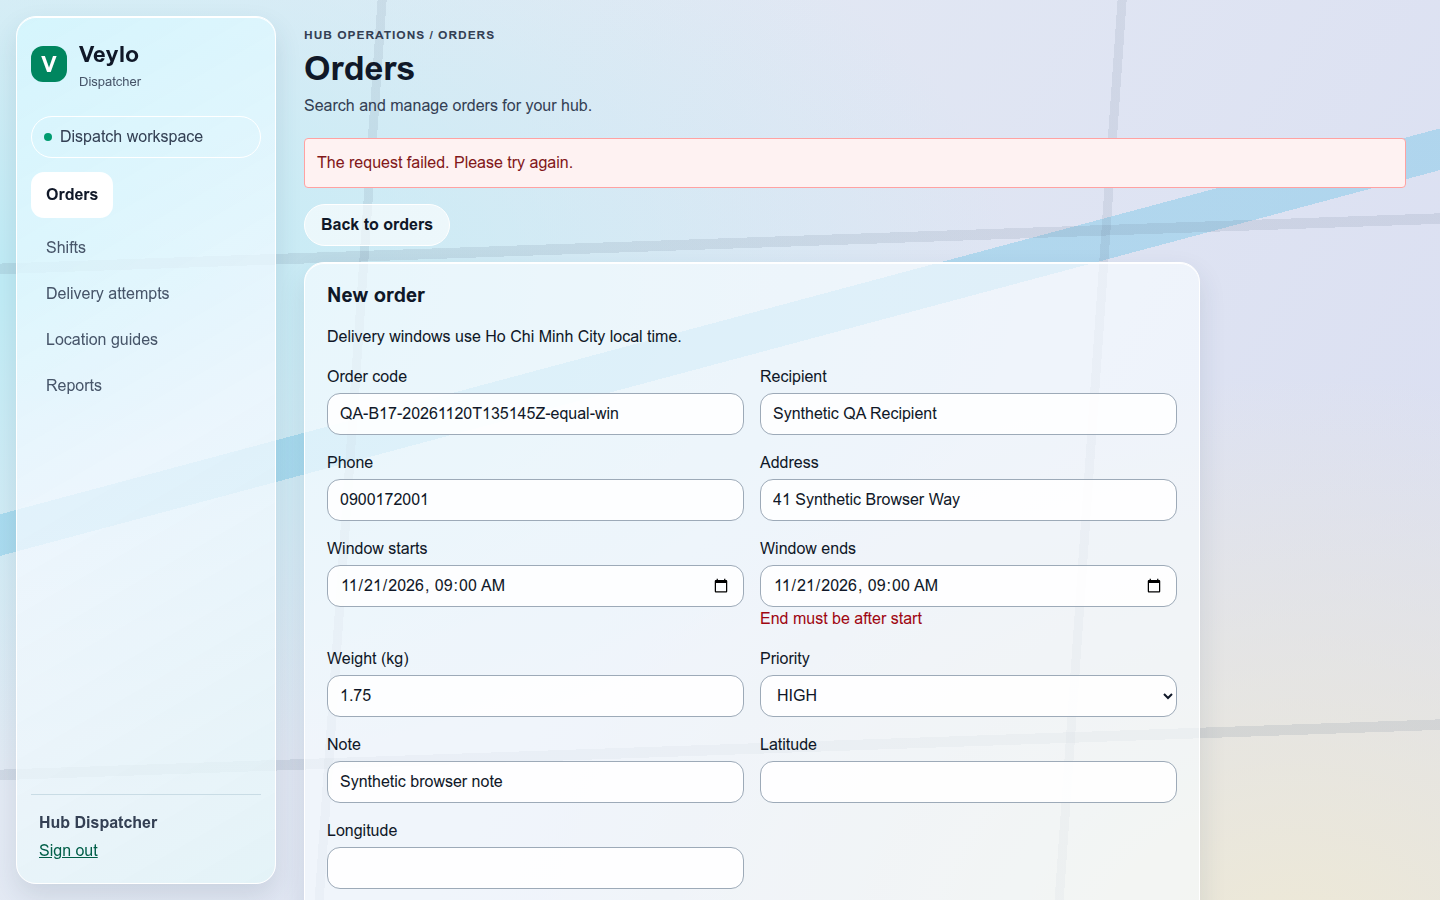 V
Veylo
Dispatcher
Dispatch workspace
Orders
Shifts
Delivery attempts
Location guides
Reports
Hub Dispatcher
Sign out
HUB OPERATIONS / ORDERS
Orders
Search and manage orders for your hub.
The request failed. Please try again.
Back to orders
New order
Delivery windows use Ho Chi Minh City local time.
Order code
QA-B17-20261120T135145Z-equal-win
Recipient
Synthetic QA Recipient
Phone
0900172001
Address
41 Synthetic Browser Way
Window starts
11/21/2026, 09:00 AM
Window ends
11/21/2026, 09:00 AM
End must be after start
Weight (kg)
1.75
Priority
HIGH
Note
Synthetic browser note
Latitude
Longitude